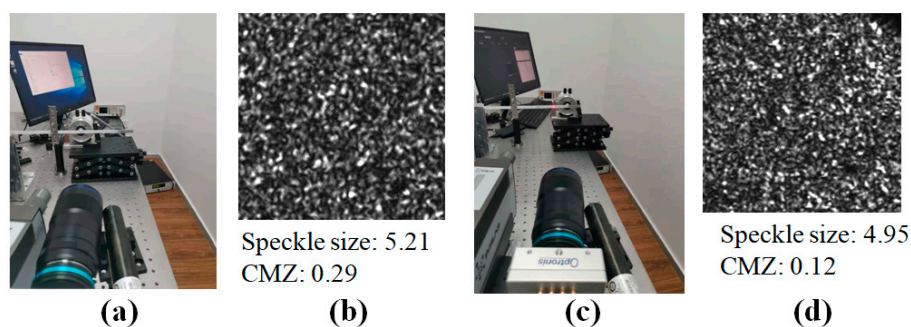 Optronis
Speckle size: 5.21
CMZ: 0.29
Speckle size: 4.95
CMZ: 0.12
(a)
(b)
(c)
(d)